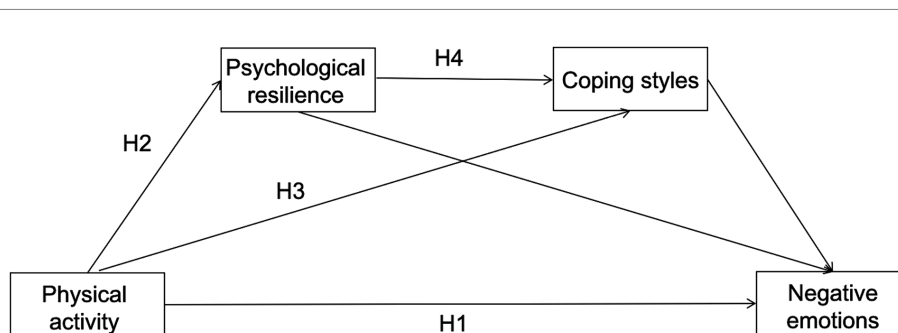 Psychological
resilience
H4
Coping styles
H2
H3
Physical
activity
H1
Negative
emotions